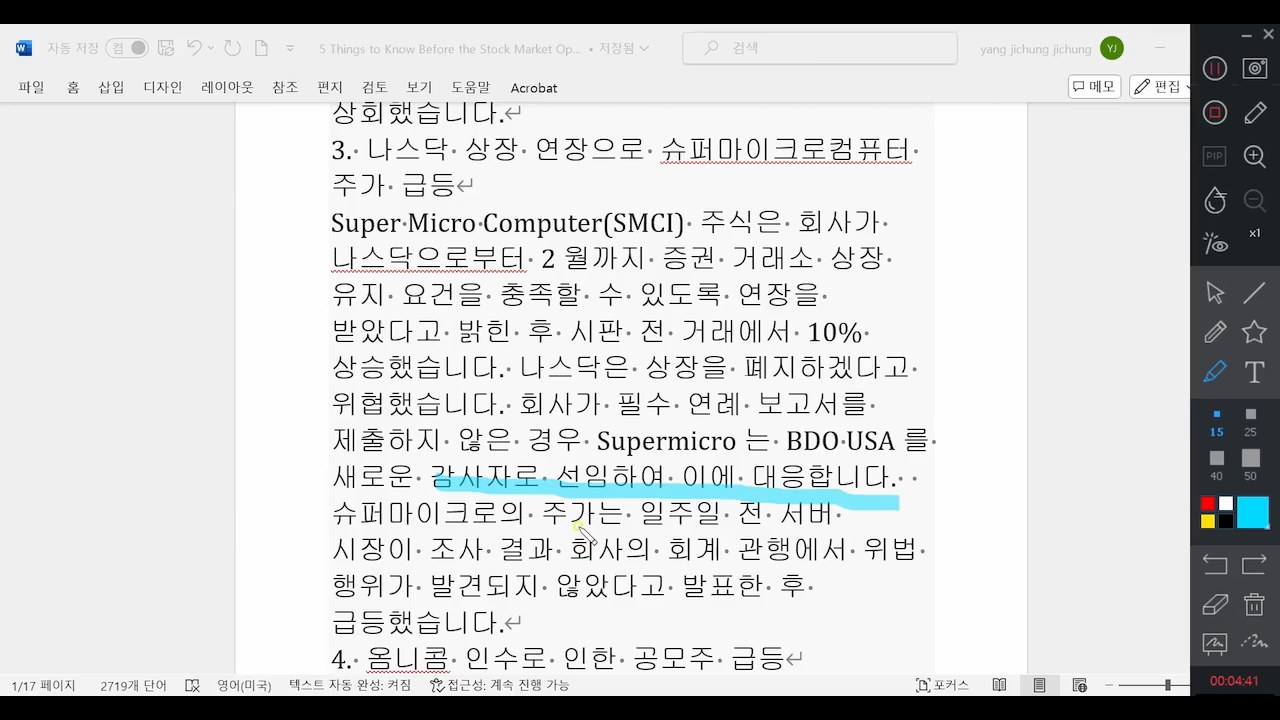 자동 저장 켬 5 Things to Know Before the Stock Market Op... • 저장됨 검색 yang jichung jichung YJ
파일 홈 삽입 디자인 레이아웃 참조 편지 검토 보기 도움말 Acrobat 메모 편집
상회했습니다.
3. 나스닥 상장 연장으로 슈퍼마이크로컴퓨터
주가 급등
Super Micro Computer(SMCI) 주식은 회사가
나스닥으로부터 2 월까지 증권 거래소 상장
유지 요건을 충족할 수 있도록 연장을
받았다고 밝힌 후 시판 전 거래에서 10%
상승했습니다. 나스닥은 상장을 폐지하겠다고
위협했습니다. 회사가 필수 연례 보고서를
제출하지 않은 경우 Supermicro 는 BDO USA 를
새로운 감사자로 선임하여 이에 대응합니다.
슈퍼마이크로의 주가는 일주일 전 서버
시장이 조사 결과 회사의 회계 관행에서 위법
행위가 발견되지 않았다고 발표한 후
급등했습니다.
4. 옴니콤 인수로 인한 공모주 급등
1/17 페이지 2719개 단어 영어(미국) 텍스트 자동 완성: 켜짐 접근성: 계속 진행 가능 포커스
PIP
x1
T
15 25
40 50
00:04:41